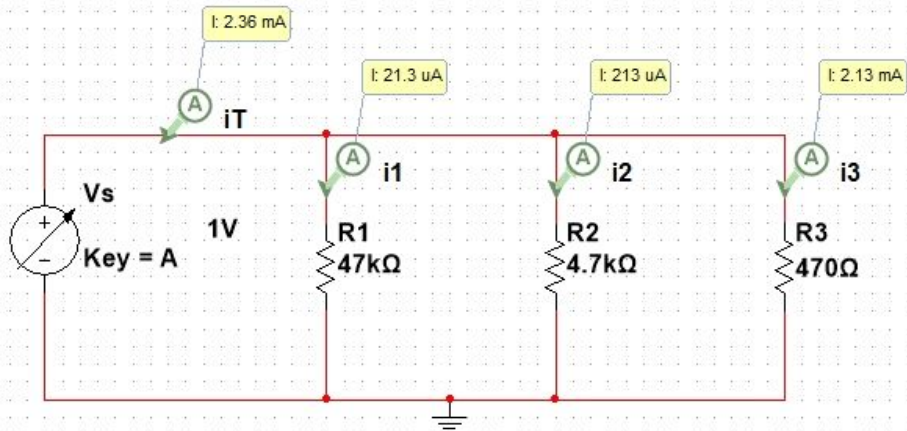 I: 2.36 mA
I: 21.3 uA
I: 213 uA
I: 2.13 mA
A
iT
A
i1
A
i2
A
i3
Vs
1V
Key = A
R1
47kΩ
R2
4.7kΩ
R3
470Ω